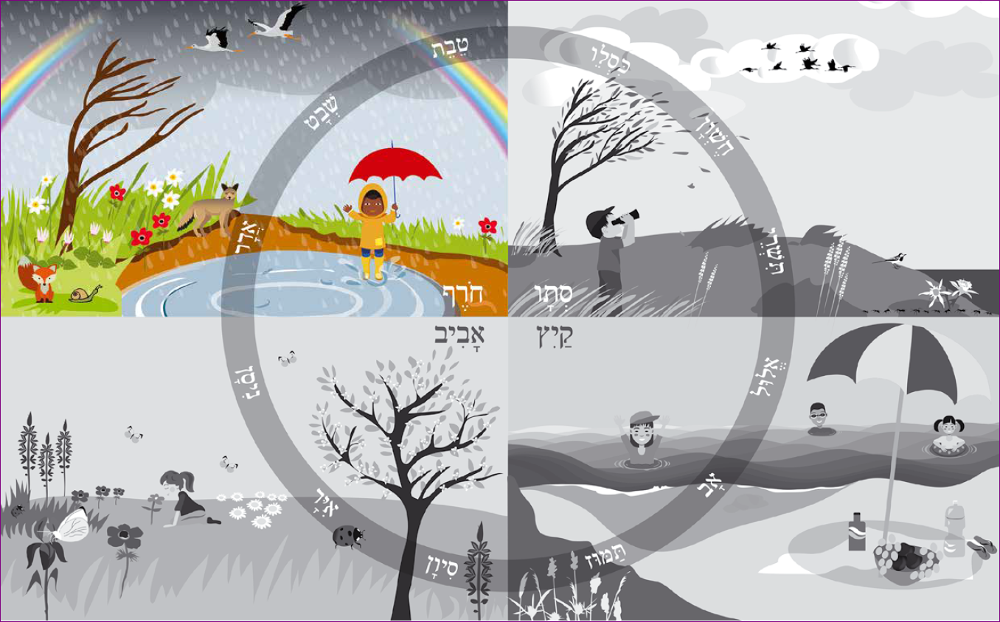 טֵבֵת
שְׁבָט
אֲדָר
חֹרֶף
כִּסְלֵו
חֶשְׁוָן
תִּשְׁרֵי
סְתָו
אָבִיב
נִיסָן
אִיָּר
סִיוָן
קַיִץ
אֱלוּל
אָב
תַּמּוּז